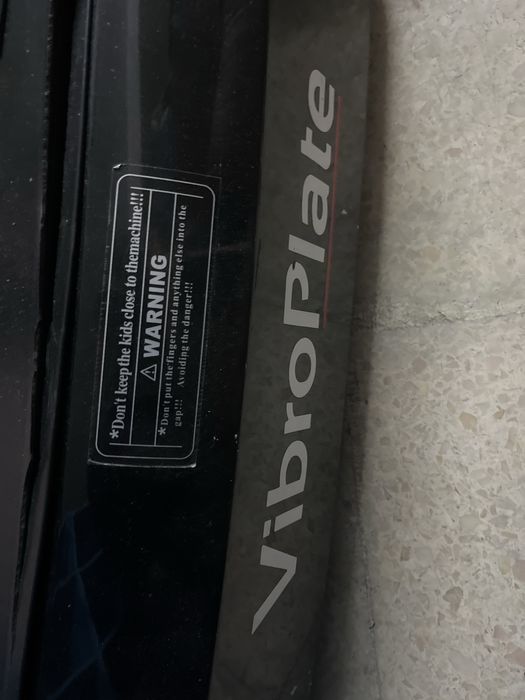 *Don't keep the kids close to themachine!!!
⚠ WARNING
*Don't put the fingers and anything else into the
gap!!! Avoiding the danger!!!
VibroPlate